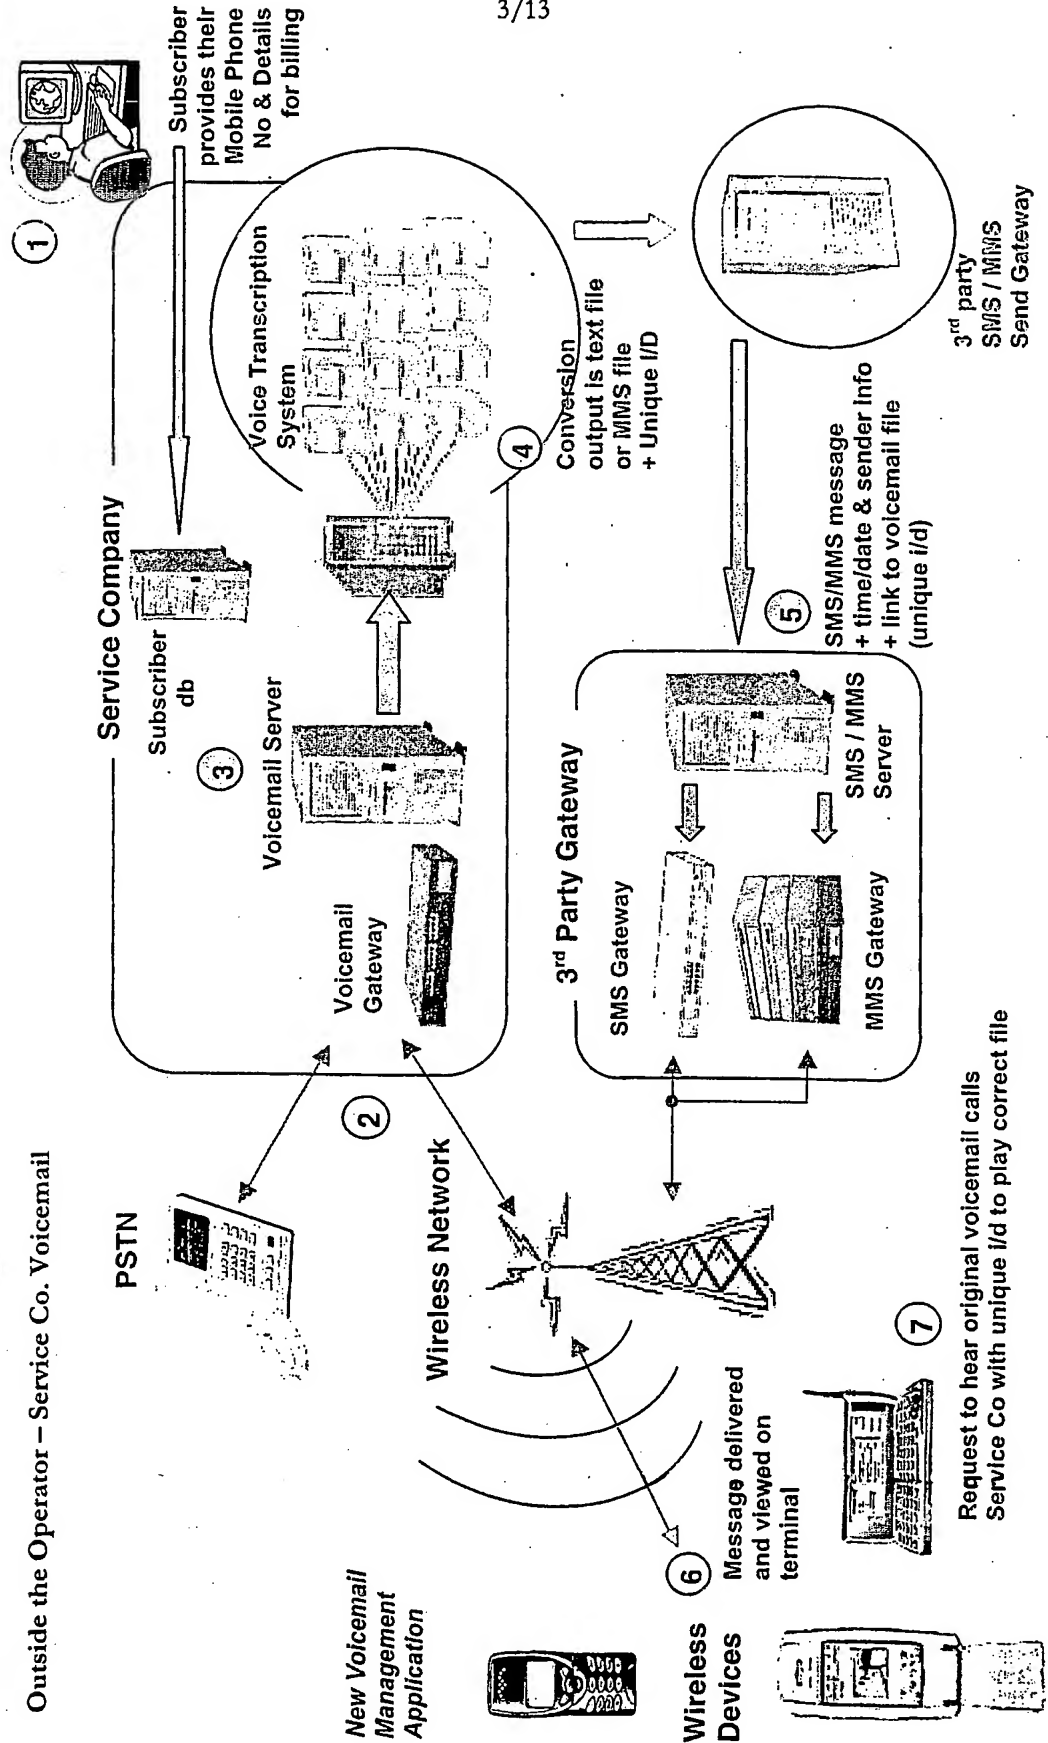 3/13
Outside the Operator – Service Co. Voicemail
1
Subscriber
provides their
Mobile Phone
No & Details
for billing
Service Company
Subscriber
db
3
Voicemail Server
Voicemail
Gateway
Voice Transcription
System
4
Conversion
output is text file
or MMS file
+ Unique I/D
3rd party
SMS / MMS
Send Gateway
5
SMS/MMS message
+ time/date & sender info
+ link to voicemail file
(unique i/d)
3rd Party Gateway
SMS Gateway
MMS Gateway
SMS / MMS
Server
PSTN
2
Wireless Network
6
Message delivered
and viewed on
terminal
7
Request to hear original voicemail calls
Service Co with unique i/d to play correct file
New Voicemail
Management
Application
Wireless
Devices